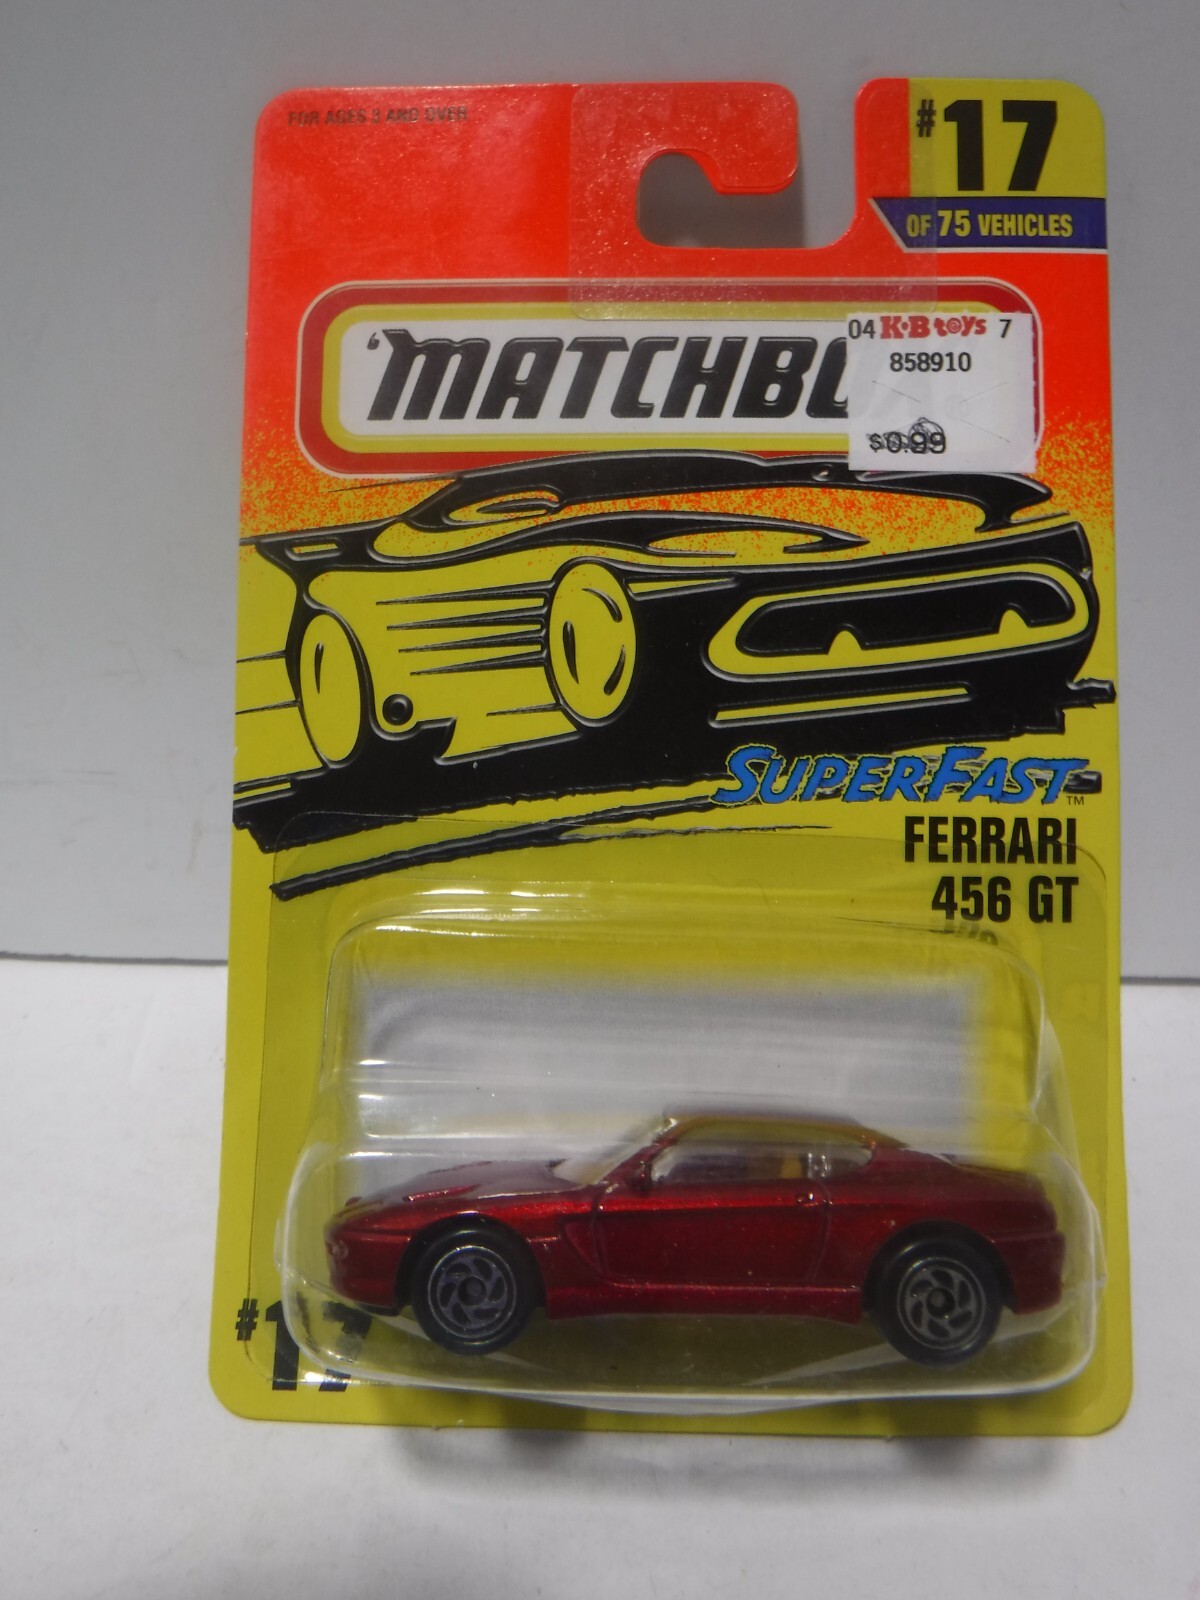 FOR AGES 3 AND OVER
#17
OF 75 VEHICLES
MATCHBO
04 K·B toys 7
858910
$0.99
SUPERFAST™
FERRARI
456 GT
#17